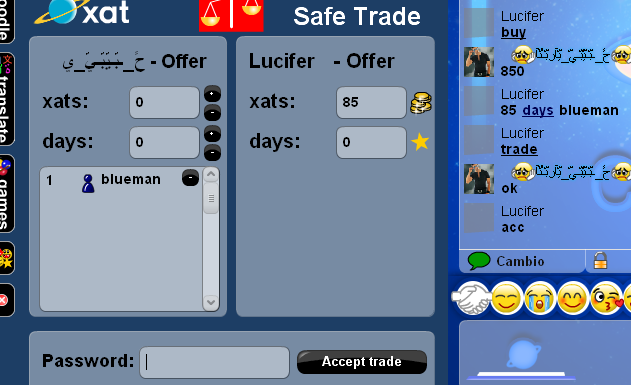 xat
Safe Trade
- Offer
xats: 0
days: 0
1 blueman
Lucifer - Offer
xats: 85
days: 0
Password:
Accept trade
translate
games
Lucifer
buy
850
Lucifer
85 days blueman
Lucifer
trade
ok
Lucifer
acc
Cambio